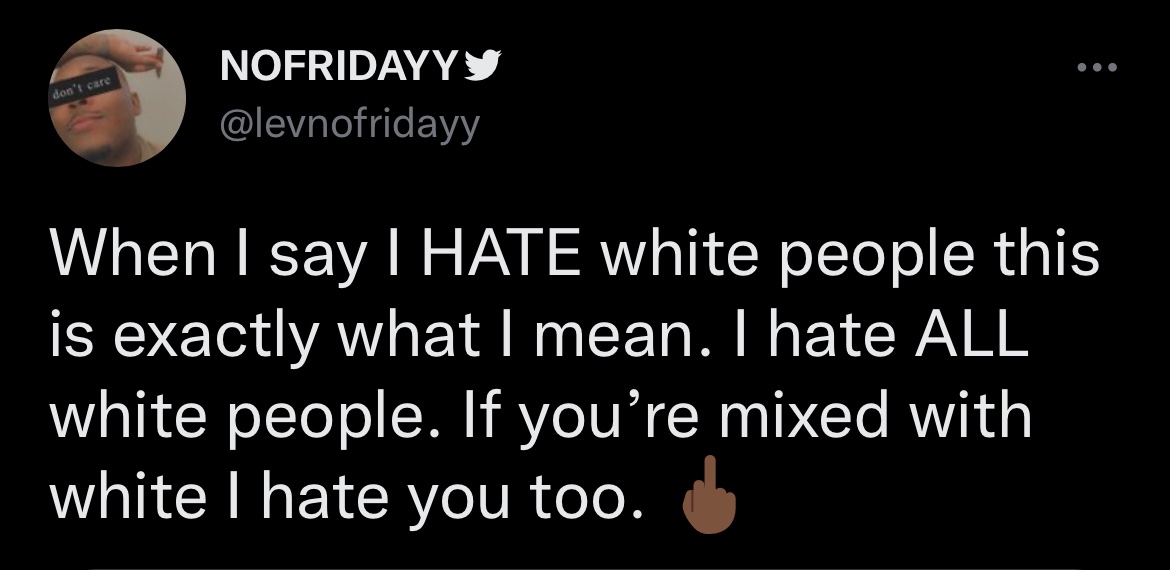 don't care
NOFRIDAYY
@levnofridayy
When I say I HATE white people this
is exactly what I mean. I hate ALL
white people. If you’re mixed with
white I hate you too. 🖕🏾